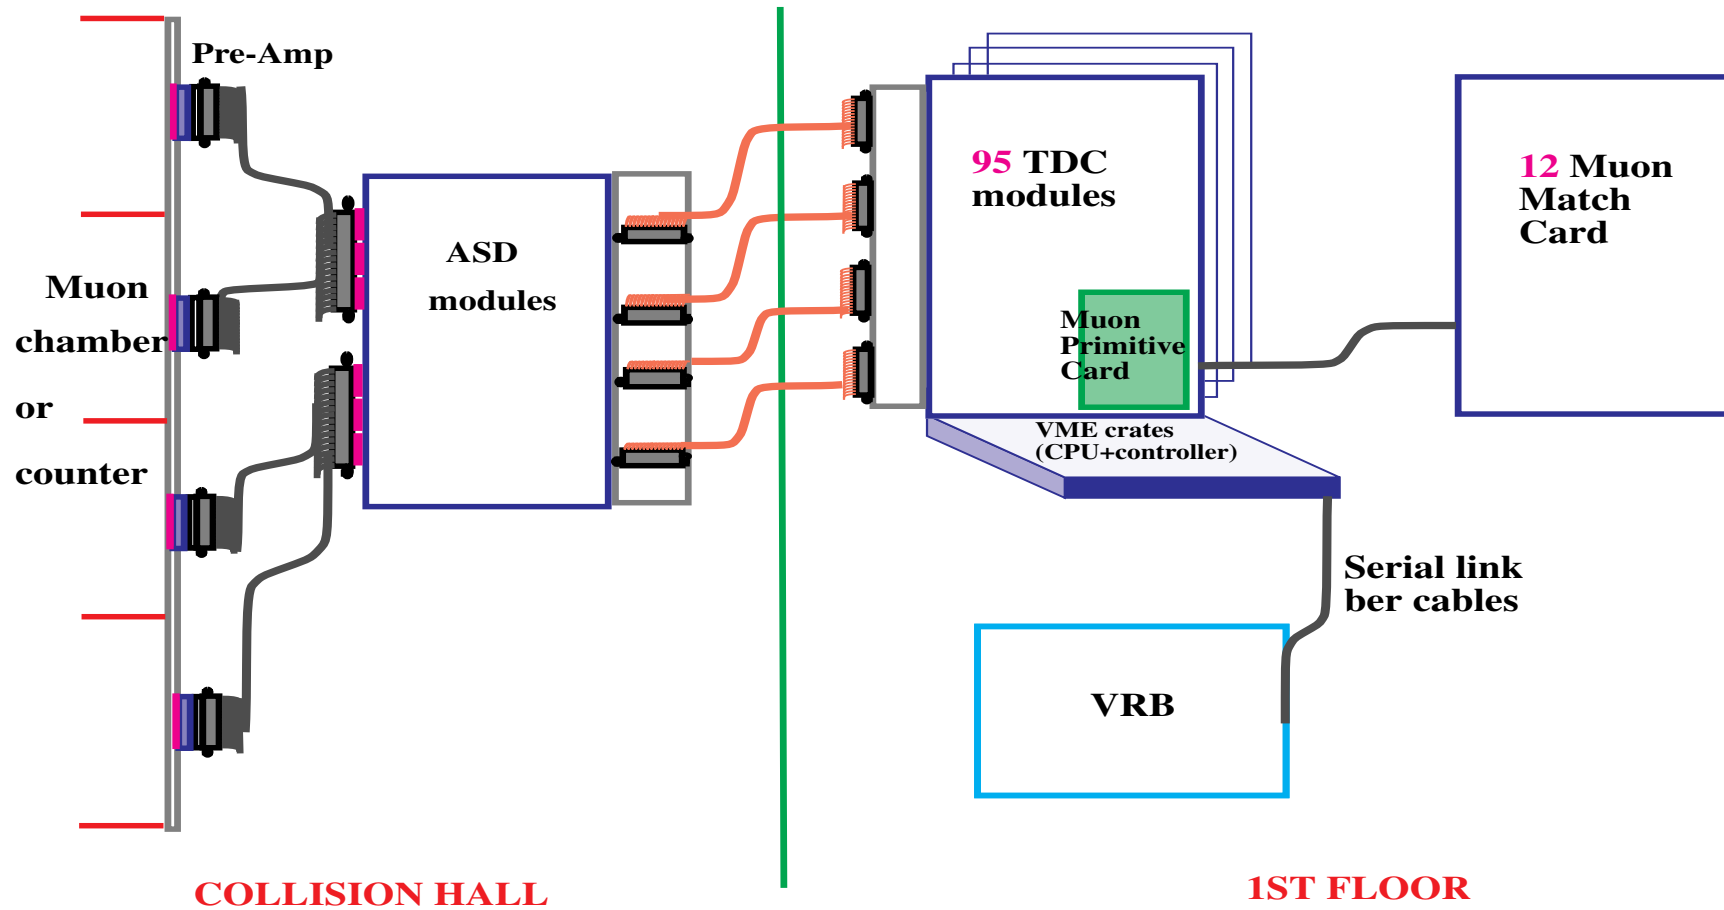 Pre-Amp
Muon
chamber
or
counter
ASD
modules
95 TDC
modules
Muon
Primitive
Card
VME crates
(CPU+controller)
12 Muon
Match
Card
Serial link
ber cables
VRB
COLLISION HALL
1ST FLOOR